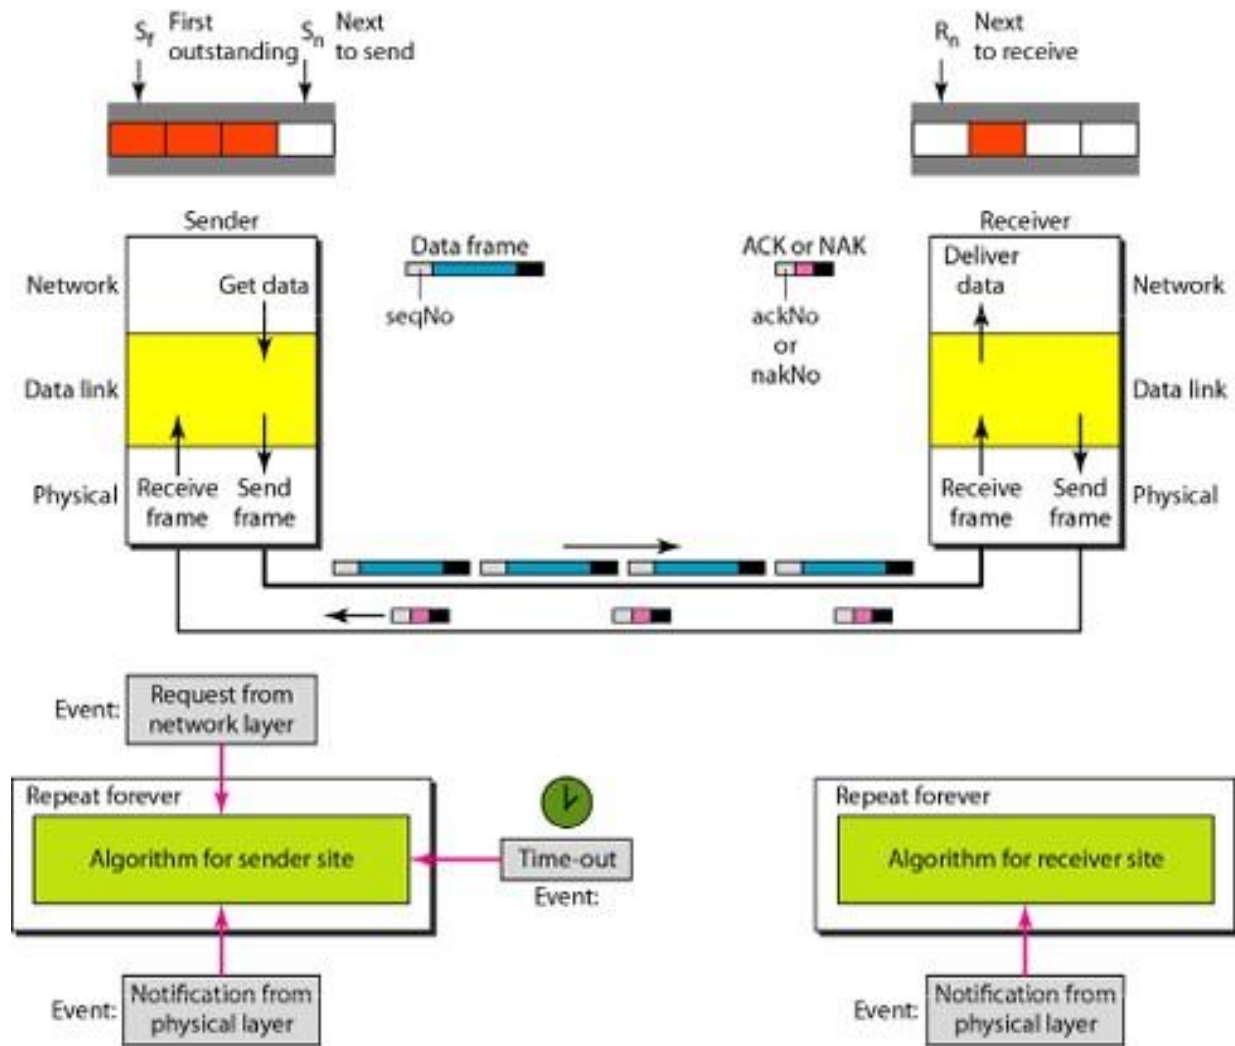 Sf First
outstanding
Sn Next
to send
Rn Next
to receive
Sender
Receiver
Data frame
ACK or NAK
seqNo
ackNo
or
nakNo
Network
Get data
Deliver
data
Network
Data link
Data link
Physical
Receive
frame
Send
frame
Receive
frame
Send
frame
Physical
Event:
Request from
network layer
Repeat forever
Algorithm for sender site
Time-out
Event:
Repeat forever
Algorithm for receiver site
Event:
Notification from
physical layer
Event:
Notification from
physical layer